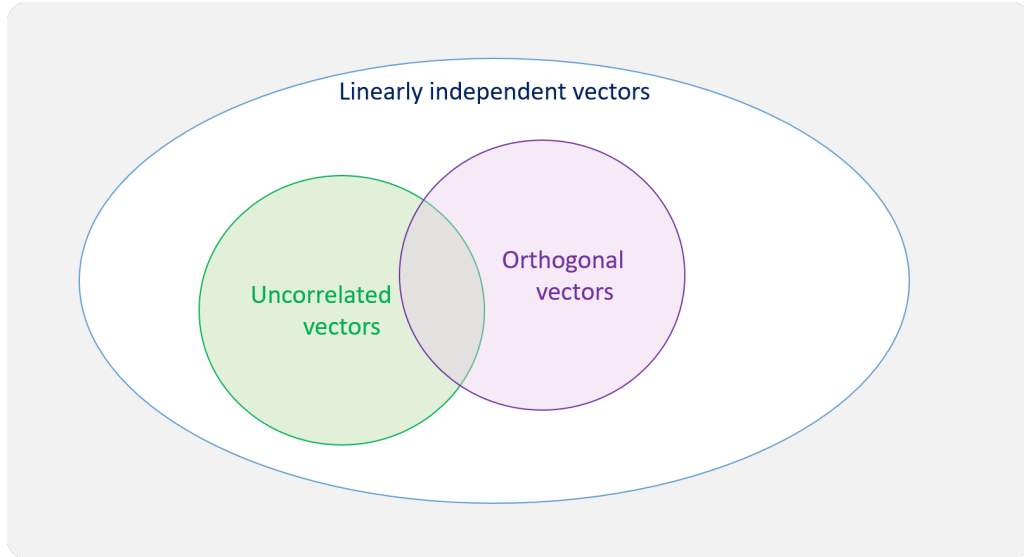 Linearly independent vectors
Orthogonal
vectors
Uncorrelated
vectors